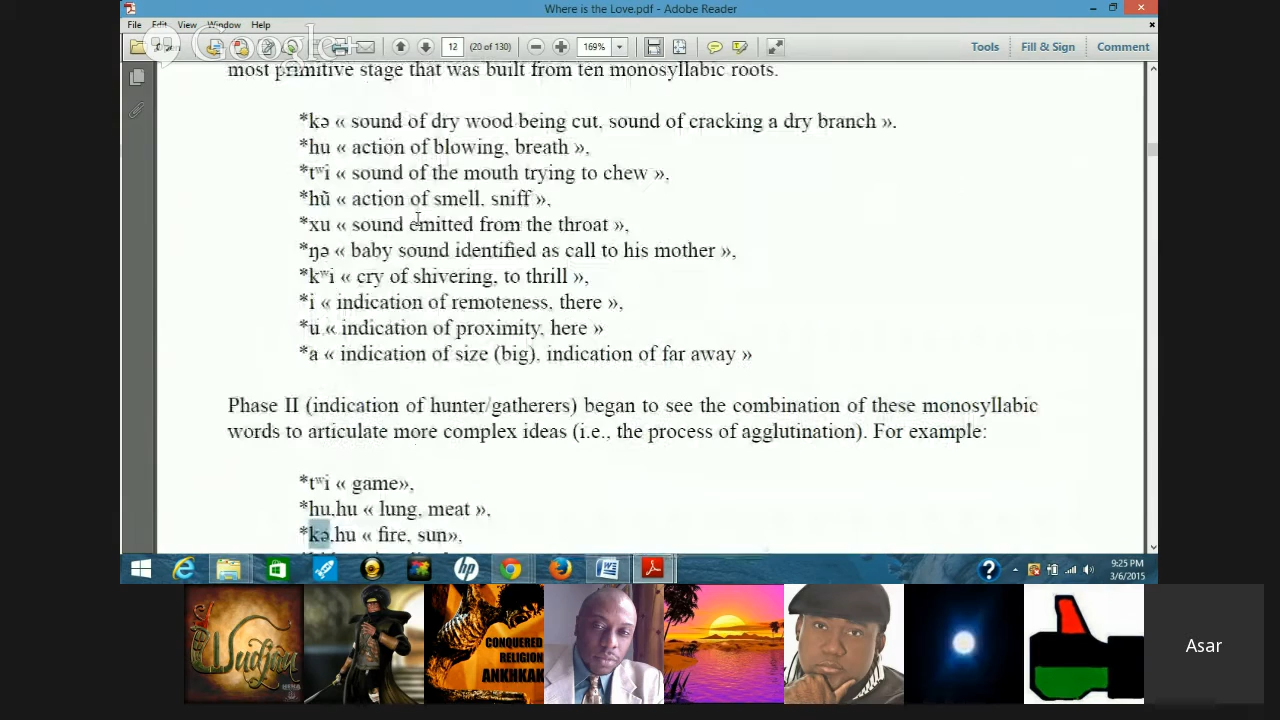 Where is the Love.pdf - Adobe Reader
File Edit View Window Help
Google+
12 (20 of 130) 169% Tools Fill & Sign Comment
most primitive stage that was built from ten monosyllabic roots.
*kə « sound of dry wood being cut, sound of cracking a dry branch ».
*hu « action of blowing, breath »,
*tʷi « sound of the mouth trying to chew »,
*hũ « action of smell, sniff »,
*xu « sound emitted from the throat »,
*ŋə « baby sound identified as call to his mother »,
*kʷi « cry of shivering, to thrill »,
*i « indication of remoteness, there »,
*u « indication of proximity, here »
*a « indication of size (big), indication of far away »
Phase II (indication of hunter/gatherers) began to see the combination of these monosyllabic
words to articulate more complex ideas (i.e., the process of agglutination). For example:
*tʷi « game»,
*hu.hu « lung, meat »,
*kə.hu « fire, sun»,
9:25 PM
3/6/2015
CONQUERED
RELIGION
ANKHKAK
Asar